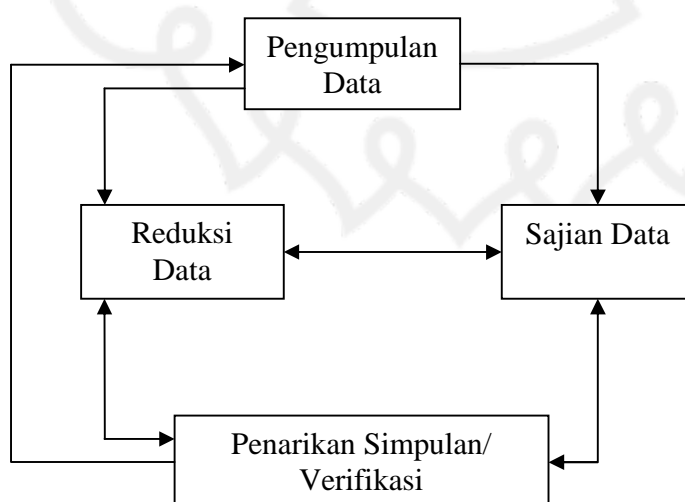 Pengumpulan
Data
Reduksi
Data
Sajian Data
Penarikan Simpulan/
Verifikasi